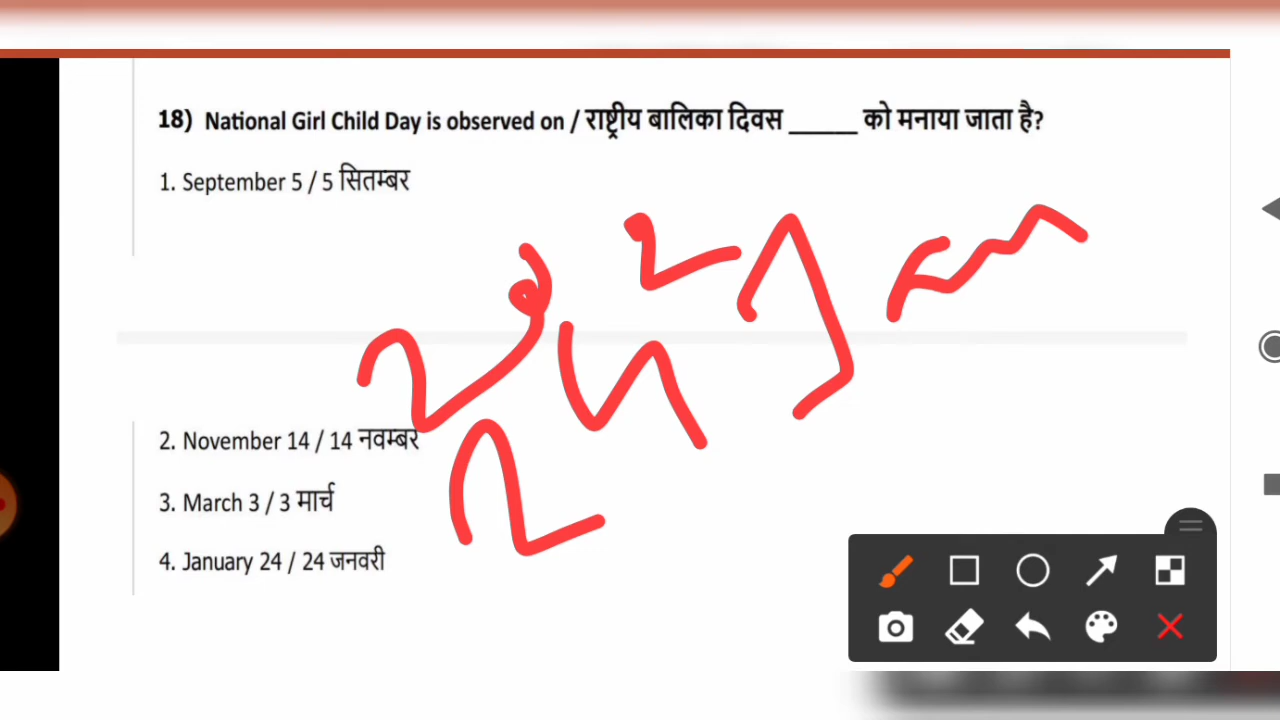 18) National Girl Child Day is observed on / राष्ट्रीय बालिका दिवस _____ को मनाया जाता है?
1. September 5 / 5 सितम्बर
2. November 14 / 14 नवम्बर
3. March 3 / 3 मार्च
4. January 24 / 24 जनवरी